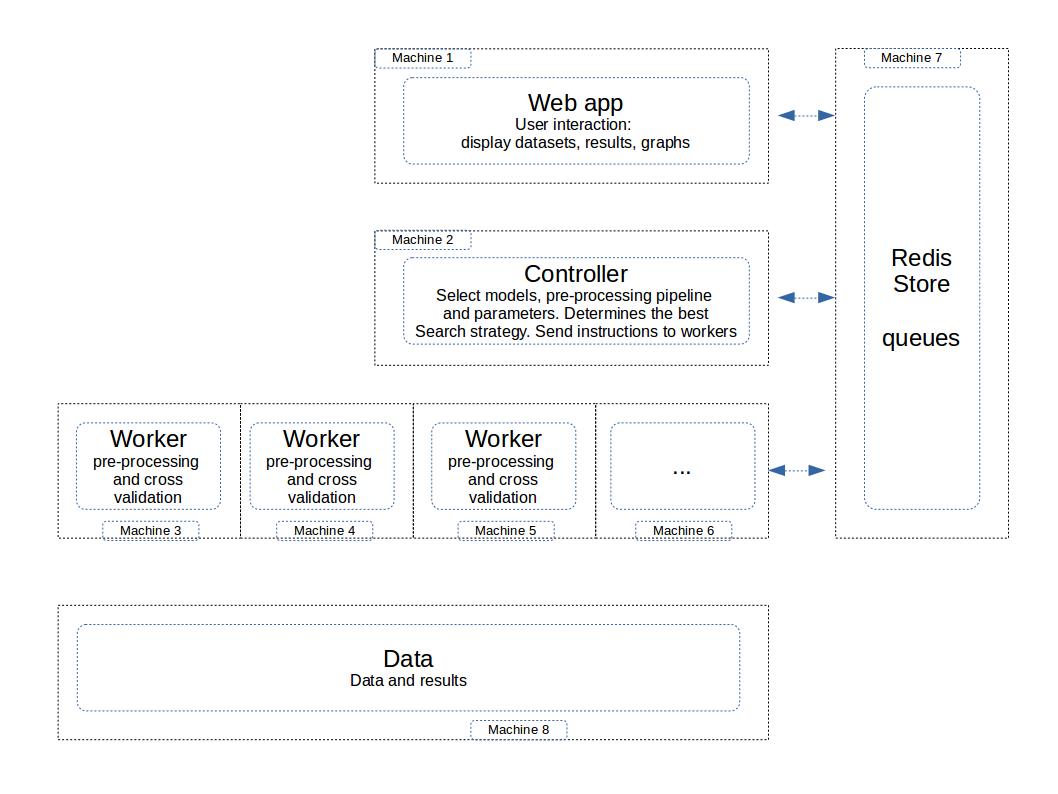 Machine 1
Web app
User interaction:
display datasets, results, graphs
Machine 7
Redis
Store
queues
Machine 2
Controller
Select models, pre-processing pipeline
and parameters. Determines the best
Search strategy. Send instructions to workers
Worker
pre-processing
and cross
validation
Machine 3
Worker
pre-processing
and cross
validation
Machine 4
Worker
pre-processing
and cross
validation
Machine 5
...
Machine 6
Data
Data and results
Machine 8